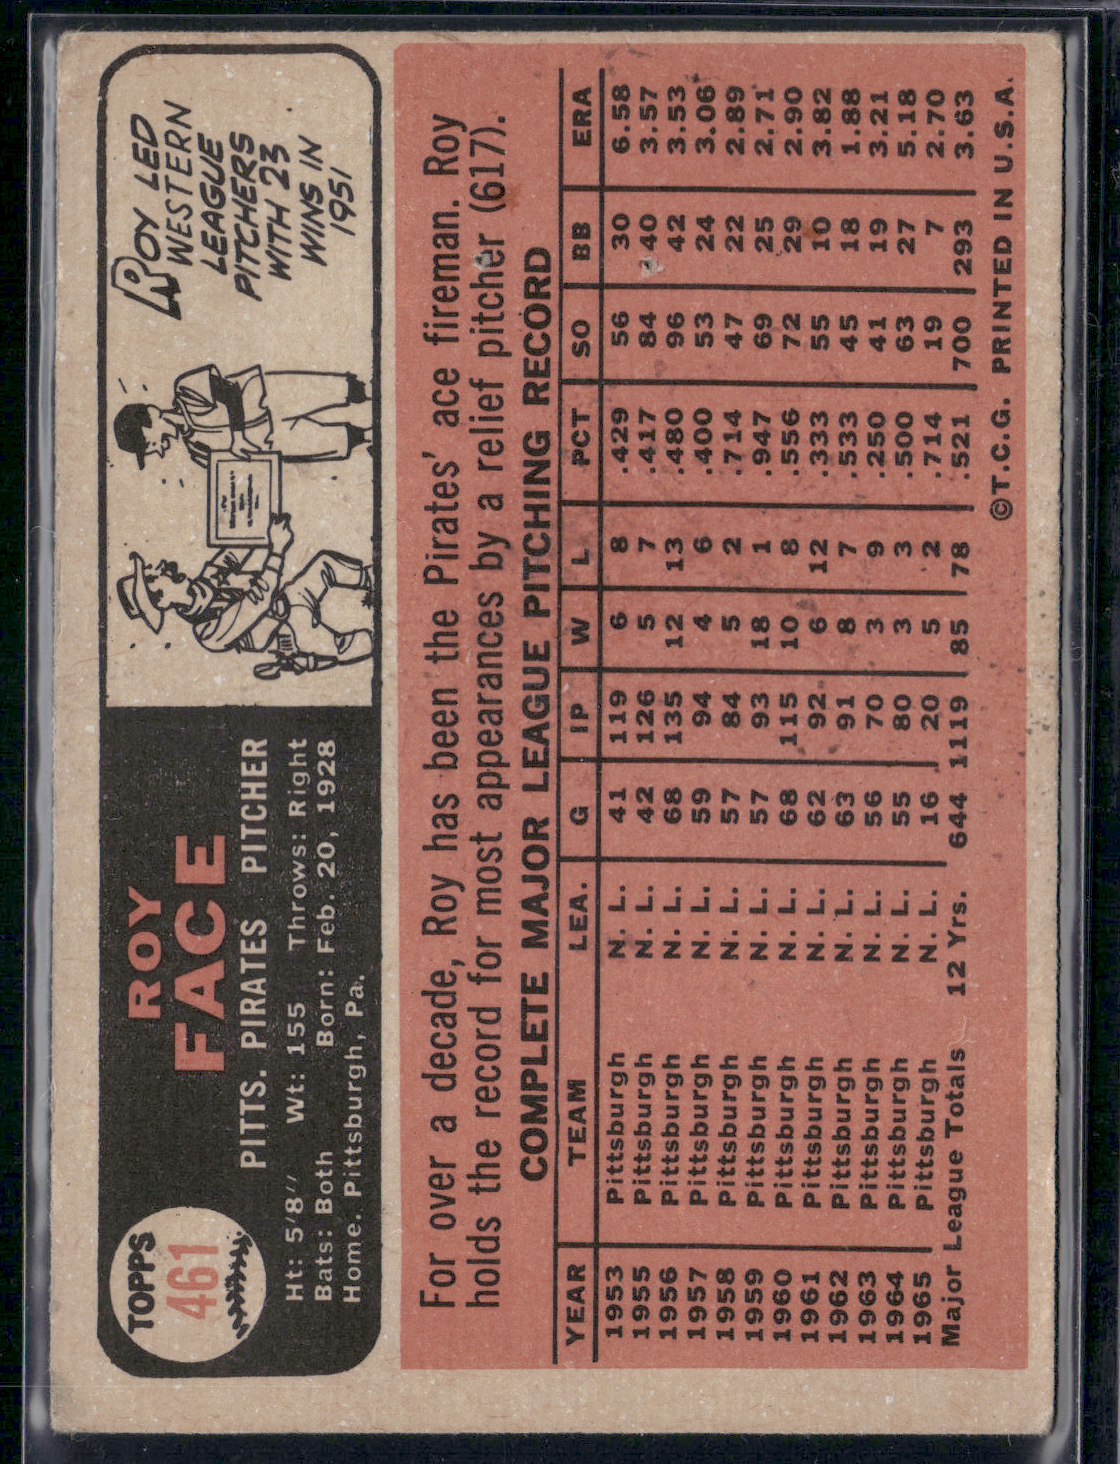 TOPPS
461
ROY
FACE
PITTS. PIRATES PITCHER
Ht: 5'8" Wt: 155 Throws: Right
Bats: Both Born: Feb. 20, 1928
Home. Pittsburgh, Pa.
ROY LED
WESTERN
LEAGUE
PITCHERS
WITH 23
WINS IN
1951
For over a decade, Roy has been the Pirates' ace fireman. Roy
holds the record for most appearances by a relief pitcher (617).
COMPLETE MAJOR LEAGUE PITCHING RECORD
YEAR TEAM LEA. G IP W L PCT SO BB ERA
1953 Pittsburgh N. L. 41 119 6 8 .429 56 30 6.58
1955 Pittsburgh N. L. 42 126 5 7 .417 84 40 3.57
1956 Pittsburgh N. L. 68 135 12 13 .480 96 42 3.53
1957 Pittsburgh N. L. 59 94 4 6 .400 53 24 3.06
1958 Pittsburgh N. L. 57 84 5 2 .714 47 22 2.89
1959 Pittsburgh N. L. 57 93 18 1 .947 69 25 2.71
1960 Pittsburgh N. L. 68 115 10 8 .556 72 29 2.90
1961 Pittsburgh N. L. 62 92 6 12 .333 55 10 3.82
1962 Pittsburgh N. L. 63 91 8 7 .533 45 18 1.88
1963 Pittsburgh N. L. 56 70 3 9 .250 41 19 3.21
1964 Pittsburgh N. L. 55 80 3 3 .500 63 27 5.18
1965 Pittsburgh N. L. 16 20 5 2 .714 19 7 2.70
Major League Totals 12 Yrs. 644 1119 85 78 .521 700 293 3.63
©T.C.G. PRINTED IN U.S.A.